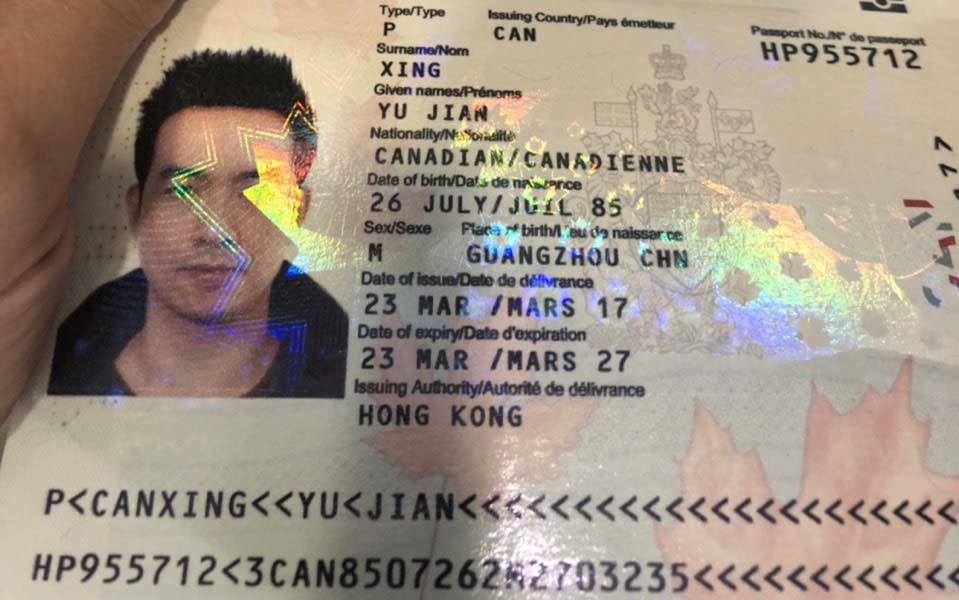 Type/Type Issuing Country/Pays émetteur Passport No./N° de passeport
P CAN HP955712
Surname/Nom
XING
Given names/Prénoms
YU JIAN
Nationality/Nationalité
CANADIAN/CANADIENNE
Date of birth/Date de naissance
26 JULY/JUIL 85
Sex/Sexe Place of birth/Lieu de naissance
M GUANGZHOU CHN
Date of issue/Date de délivrance
23 MAR /MARS 17
Date of expiry/Date d'expiration
23 MAR /MARS 27
Issuing Authority/Autorité de délivrance
HONG KONG
P<CANXING<<YU<JIAN<<<<<<<<<<<<<<<<<<<<<<
HP955712<3CAN8507262M2703235<<<<<<<<<<<